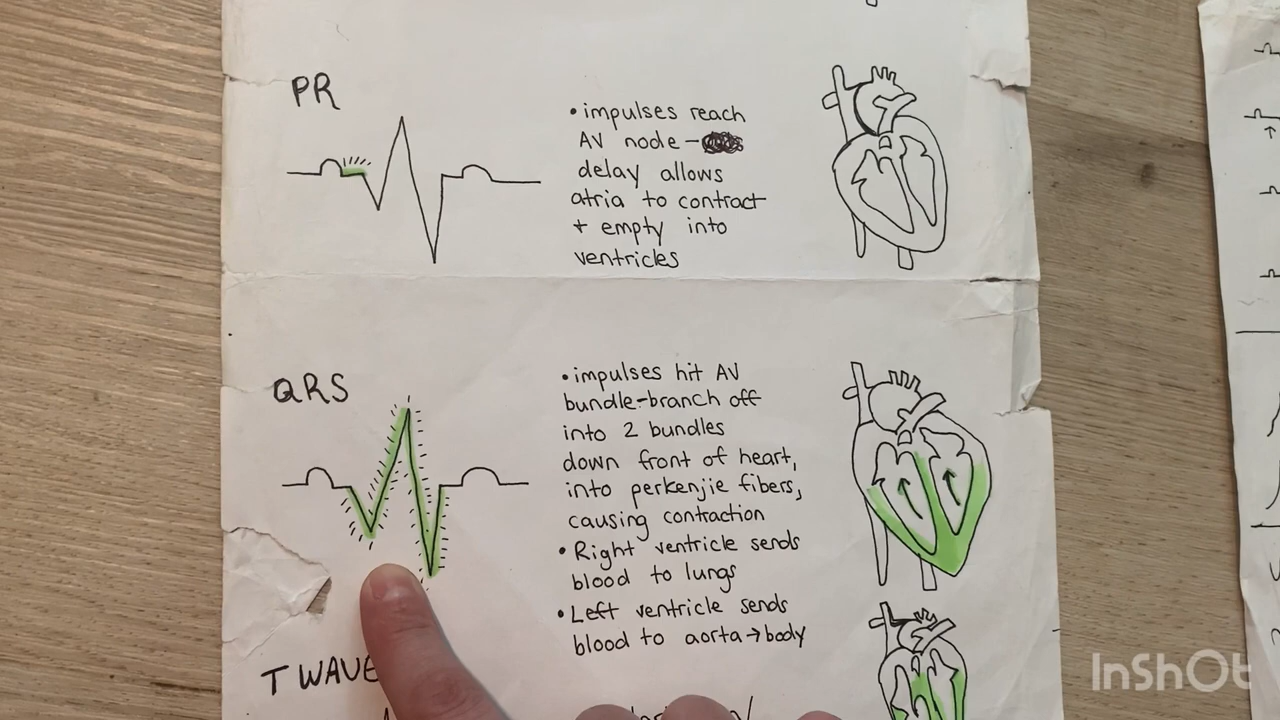 PR
• impulses reach
AV node –
delay allows
atria to contract
+ empty into
ventricles
QRS
• impulses hit AV
bundle-branch off
into 2 bundles
down front of heart,
into perkenjie fibers,
causing contraction
• Right ventricle sends
blood to lungs
• Left ventricle sends
blood to aorta → body
T WAVE
InShOt